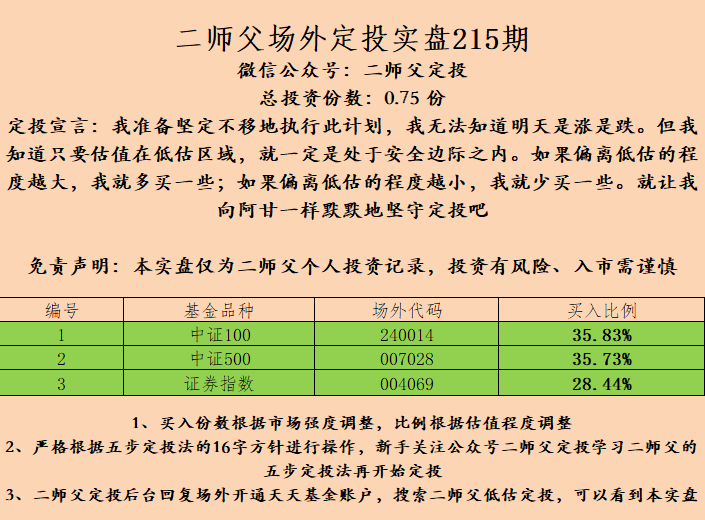 二师父场外定投实盘215期
微信公众号：二师父定投
总投资份数：0.75 份
定投宣言：我准备坚定不移地执行此计划，我无法知道明天是涨是跌。但我
知道只要估值在低估区域，就一定是处于安全边际之内。如果偏离低估的程
度越大，我就多买一些；如果偏离低估的程度越小，我就少买一些。就让我
向阿甘一样默默地坚守定投吧
免责声明：本实盘仅为二师父个人投资记录，投资有风险、入市需谨慎
编号 基金品种 场外代码 买入比例
1 中证100 240014 35.83%
2 中证500 007028 35.73%
3 证券指数 004069 28.44%
1、买入份数根据市场强度调整，比例根据估值程度调整
2、严格根据五步定投法的16字方针进行操作，新手关注公众号二师父定投学习二师父的
五步定投法再开始定投
3、二师父定投后台回复场外开通天天基金账户，搜索二师父低估定投，可以看到本实盘